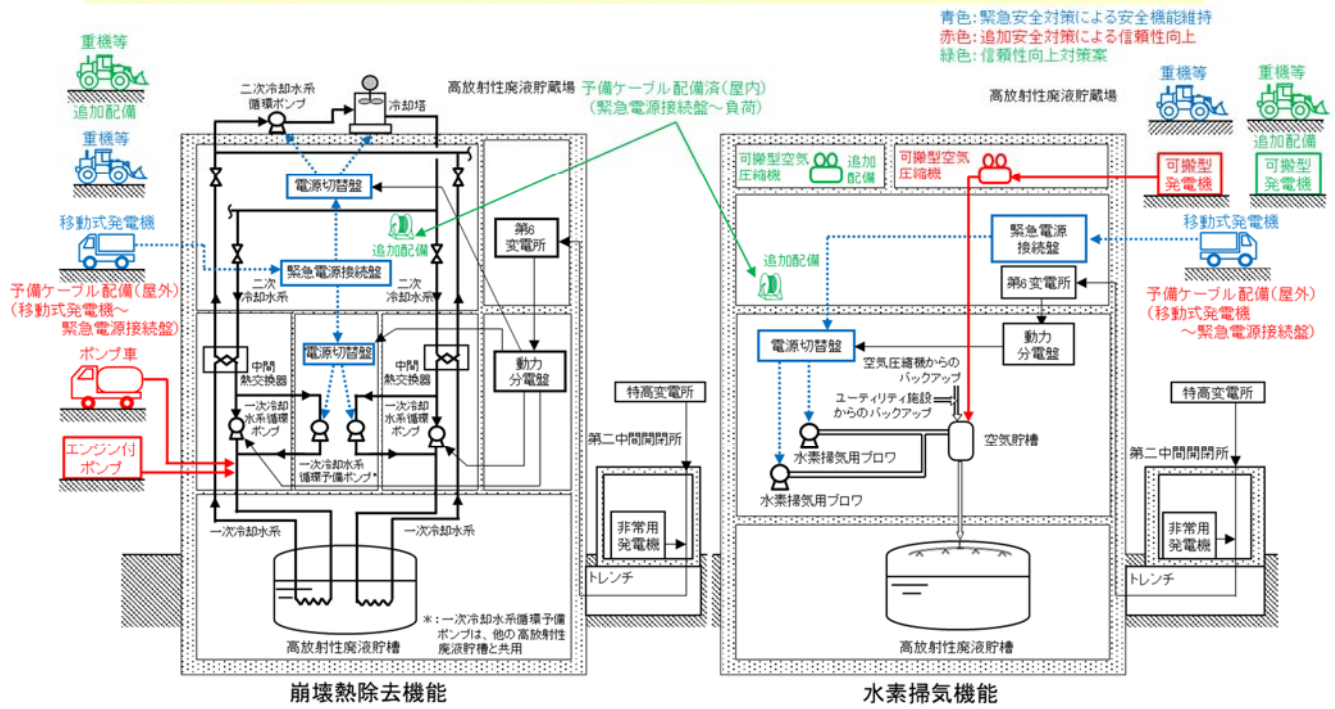 青色:緊急安全対策による安全機能維持
赤色:追加安全対策による信頼性向上
緑色:信頼性向上対策案
重機等
追加配備
重機等
移動式発電機
予備ケーブル配備(屋外)
(移動式発電機~
緊急電源接続盤)
ポンプ車
エンジン付
ポンプ
二次冷却水系
循環ポンプ
冷却塔
高放射性廃液貯蔵場
予備ケーブル配備済(屋内)
(緊急電源接続盤~負荷)
電源切替盤
追加配備
第6
変電所
緊急電源接続盤
二次
冷却水系
二次
冷却水系
電源切替盤
中間
熱交換器
中間
熱交換器
動力
分電盤
一次冷却
水系循環
ポンプ
一次冷却
水系循環
ポンプ
一次冷却水系
循環予備ポンプ*
一次冷却水系
一次冷却水系
高放射性廃液貯槽
*:一次冷却水系循環予備
ポンプは、他の高放射性
廃液貯槽と共用
特高変電所
第二中間開閉所
非常用
発電機
トレンチ
崩壊熱除去機能
高放射性廃液貯蔵場
重機等
重機等
追加配備
可搬型空気
圧縮機
追加
配備
可搬型空気
圧縮機
可搬型
発電機
可搬型
発電機
移動式発電機
予備ケーブル配備(屋外)
(移動式発電機
~緊急電源接続盤)
緊急電源
接続盤
追加配備
第6変電所
電源切替盤
動力
分電盤
空気圧縮機からの
バックアップ
ユーティリティ施設
からのバックアップ
空気貯槽
水素掃気用ブロワ
水素掃気用ブロワ
高放射性廃液貯槽
特高変電所
第二中間開閉所
非常用
発電機
トレンチ
水素掃気機能